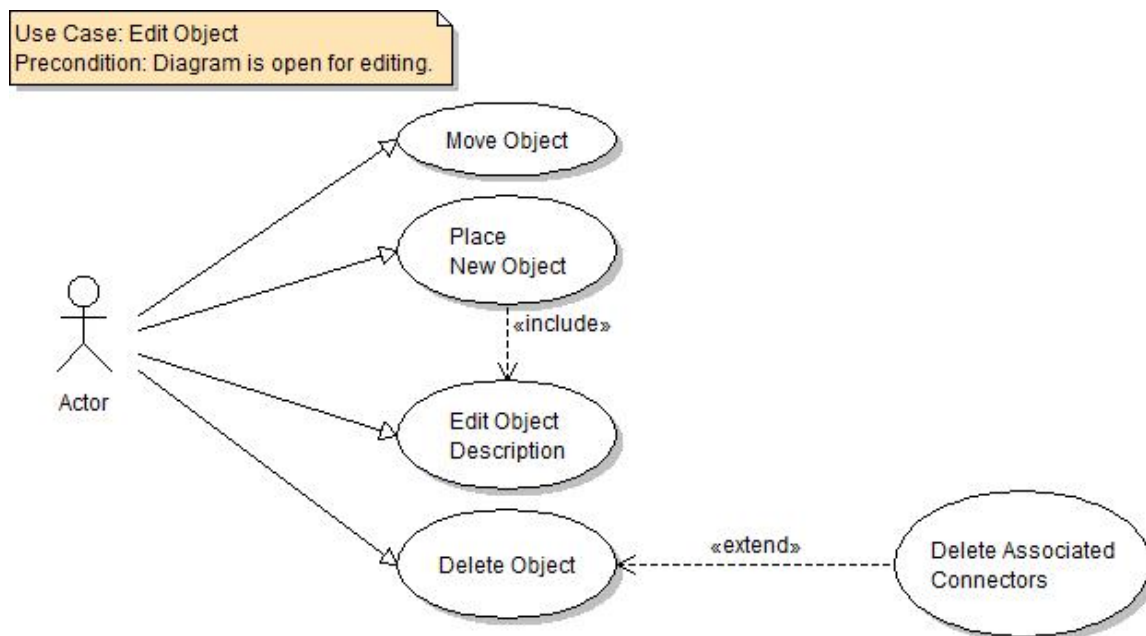 Use Case: Edit Object
Precondition: Diagram is open for editing.
Move Object
Place
New Object
«include»
Actor
Edit Object
Description
«extend»
Delete Object
Delete Associated
Connectors